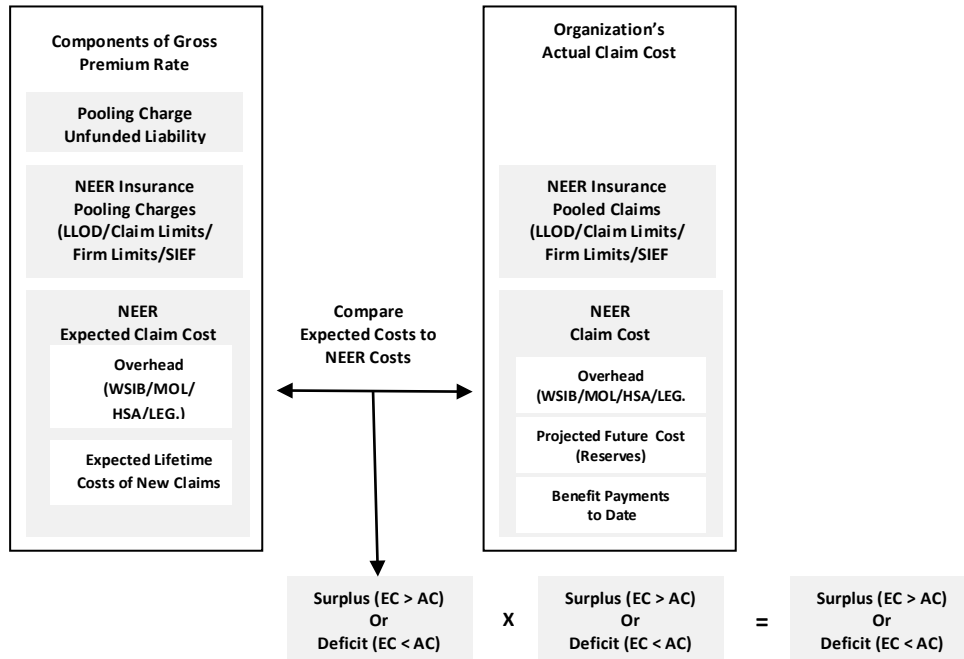 Components of Gross
Premium Rate
Pooling Charge
Unfunded Liability
NEER Insurance
Pooling Charges
(LLOD/Claim Limits/
Firm Limits/SIEF
NEER
Expected Claim Cost
Overhead
(WSIB/MOL/
HSA/LEG.)
Expected Lifetime
Costs of New Claims
Compare
Expected Costs to
NEER Costs
Organization’s
Actual Claim Cost
NEER Insurance
Pooled Claims
(LLOD/Claim Limits/
Firm Limits/SIEF
NEER
Claim Cost
Overhead
(WSIB/MOL/HSA/LEG.
Projected Future Cost
(Reserves)
Benefit Payments
to Date
Surplus (EC > AC)
Or
Deficit (EC < AC)
X
Surplus (EC > AC)
Or
Deficit (EC < AC)
=
Surplus (EC > AC)
Or
Deficit (EC < AC)